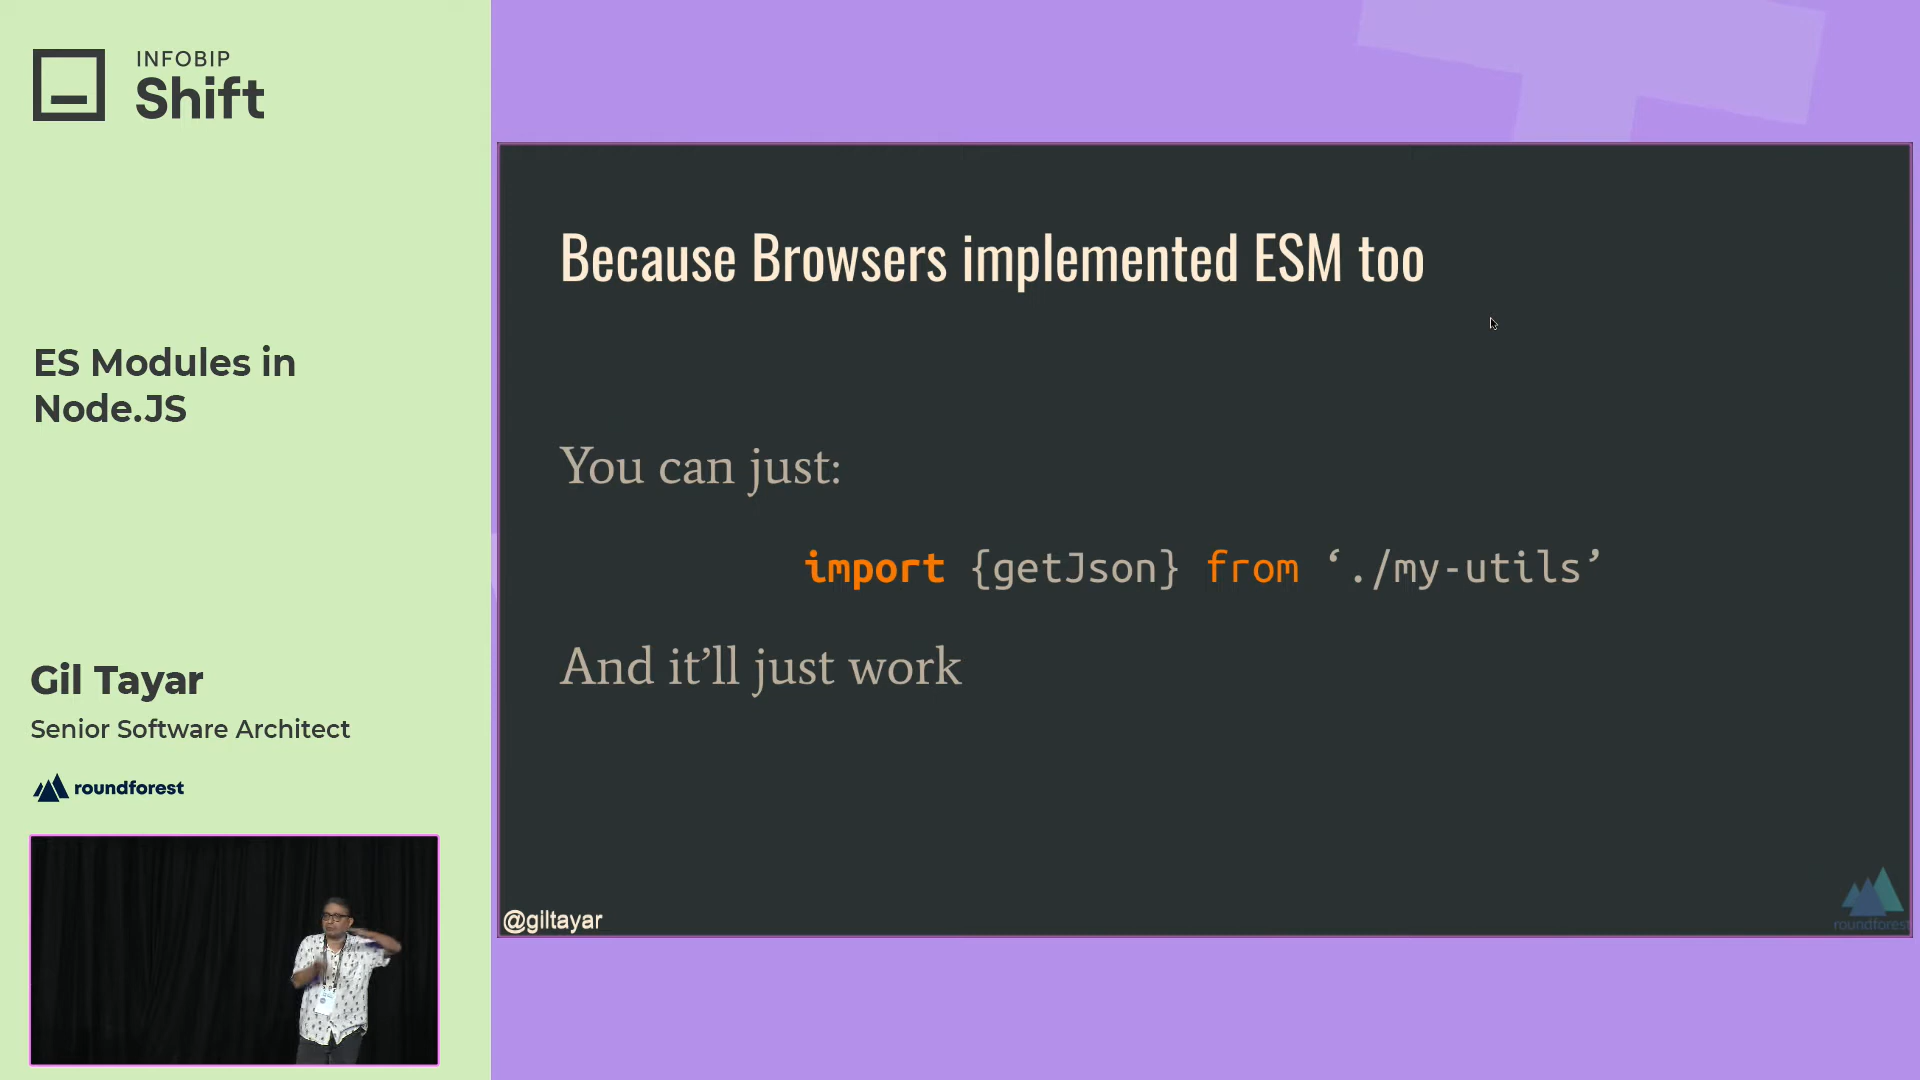 INFOBIP
Shift
ES Modules in
Node.JS
Gil Tayar
Senior Software Architect
roundforest
Because Browsers implemented ESM too
You can just:
import {getJson} from ‘./my-utils’
And it’ll just work
@giltayar
roundforest